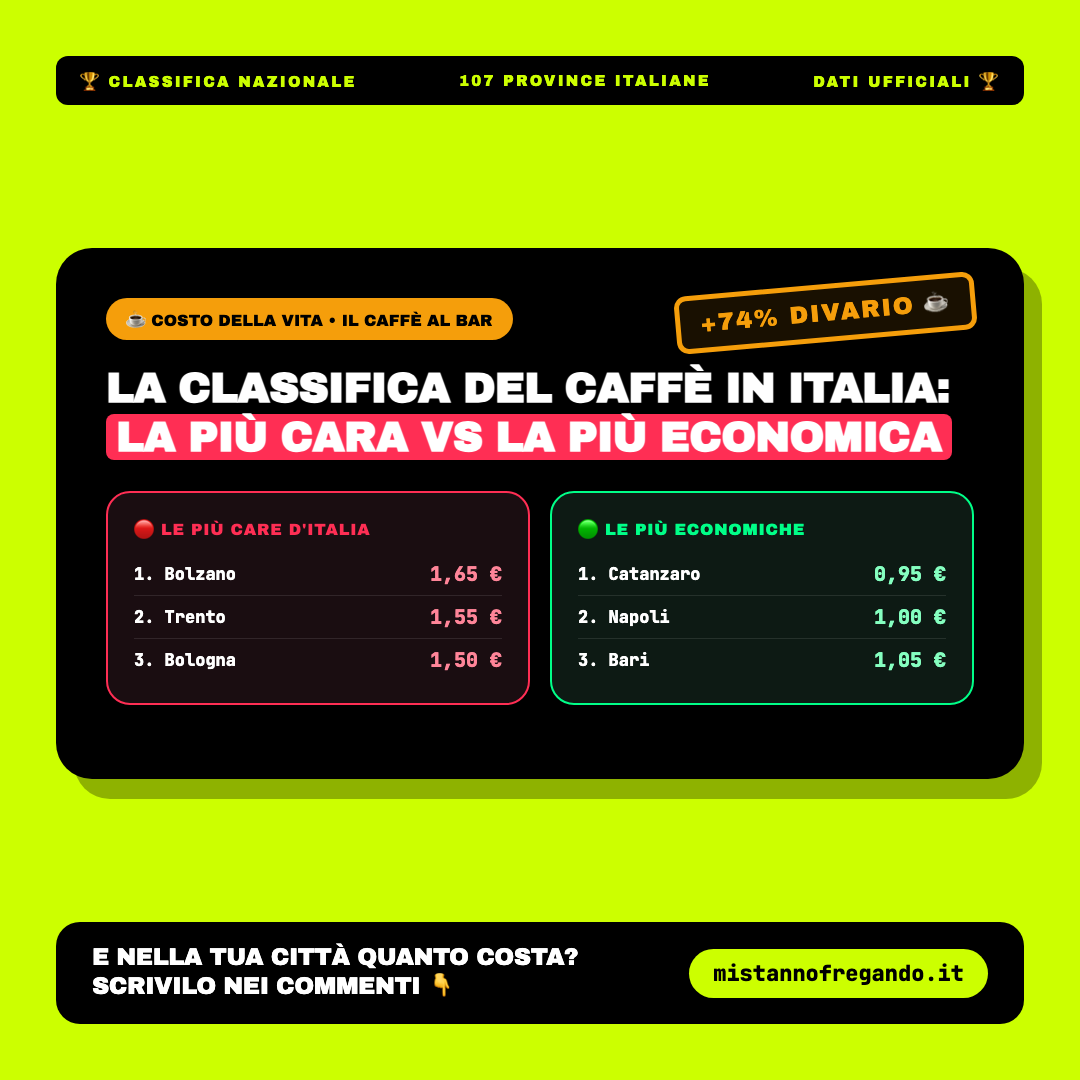 🏆 CLASSIFICA NAZIONALE
107 PROVINCE ITALIANE
DATI UFFICIALI 🏆
☕ COSTO DELLA VITA • IL CAFFÈ AL BAR
+74% DIVARIO ☕
LA CLASSIFICA DEL CAFFÈ IN ITALIA:
LA PIÙ CARA VS LA PIÙ ECONOMICA
🔴 LE PIÙ CARE D'ITALIA
1. Bolzano 1,65 €
2. Trento 1,55 €
3. Bologna 1,50 €
🟢 LE PIÙ ECONOMICHE
1. Catanzaro 0,95 €
2. Napoli 1,00 €
3. Bari 1,05 €
E NELLA TUA CITTÀ QUANTO COSTA?
SCRIVILO NEI COMMENTI 👇
mistannofregando.it